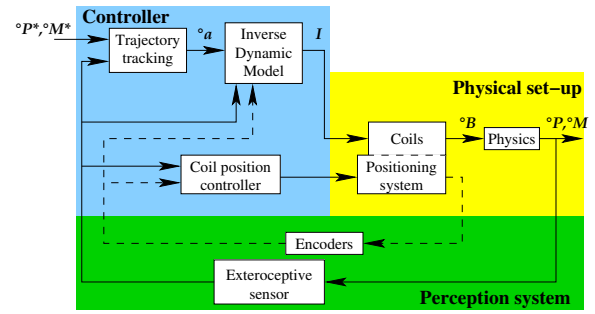 Controller
°P*,°M*
Trajectory
tracking
°a
Inverse
Dynamic
Model
I
Physical set-up
Coils
°B
Physics
°P,°M
Coil position
controller
Positioning
system
Encoders
Exteroceptive
sensor
Perception system